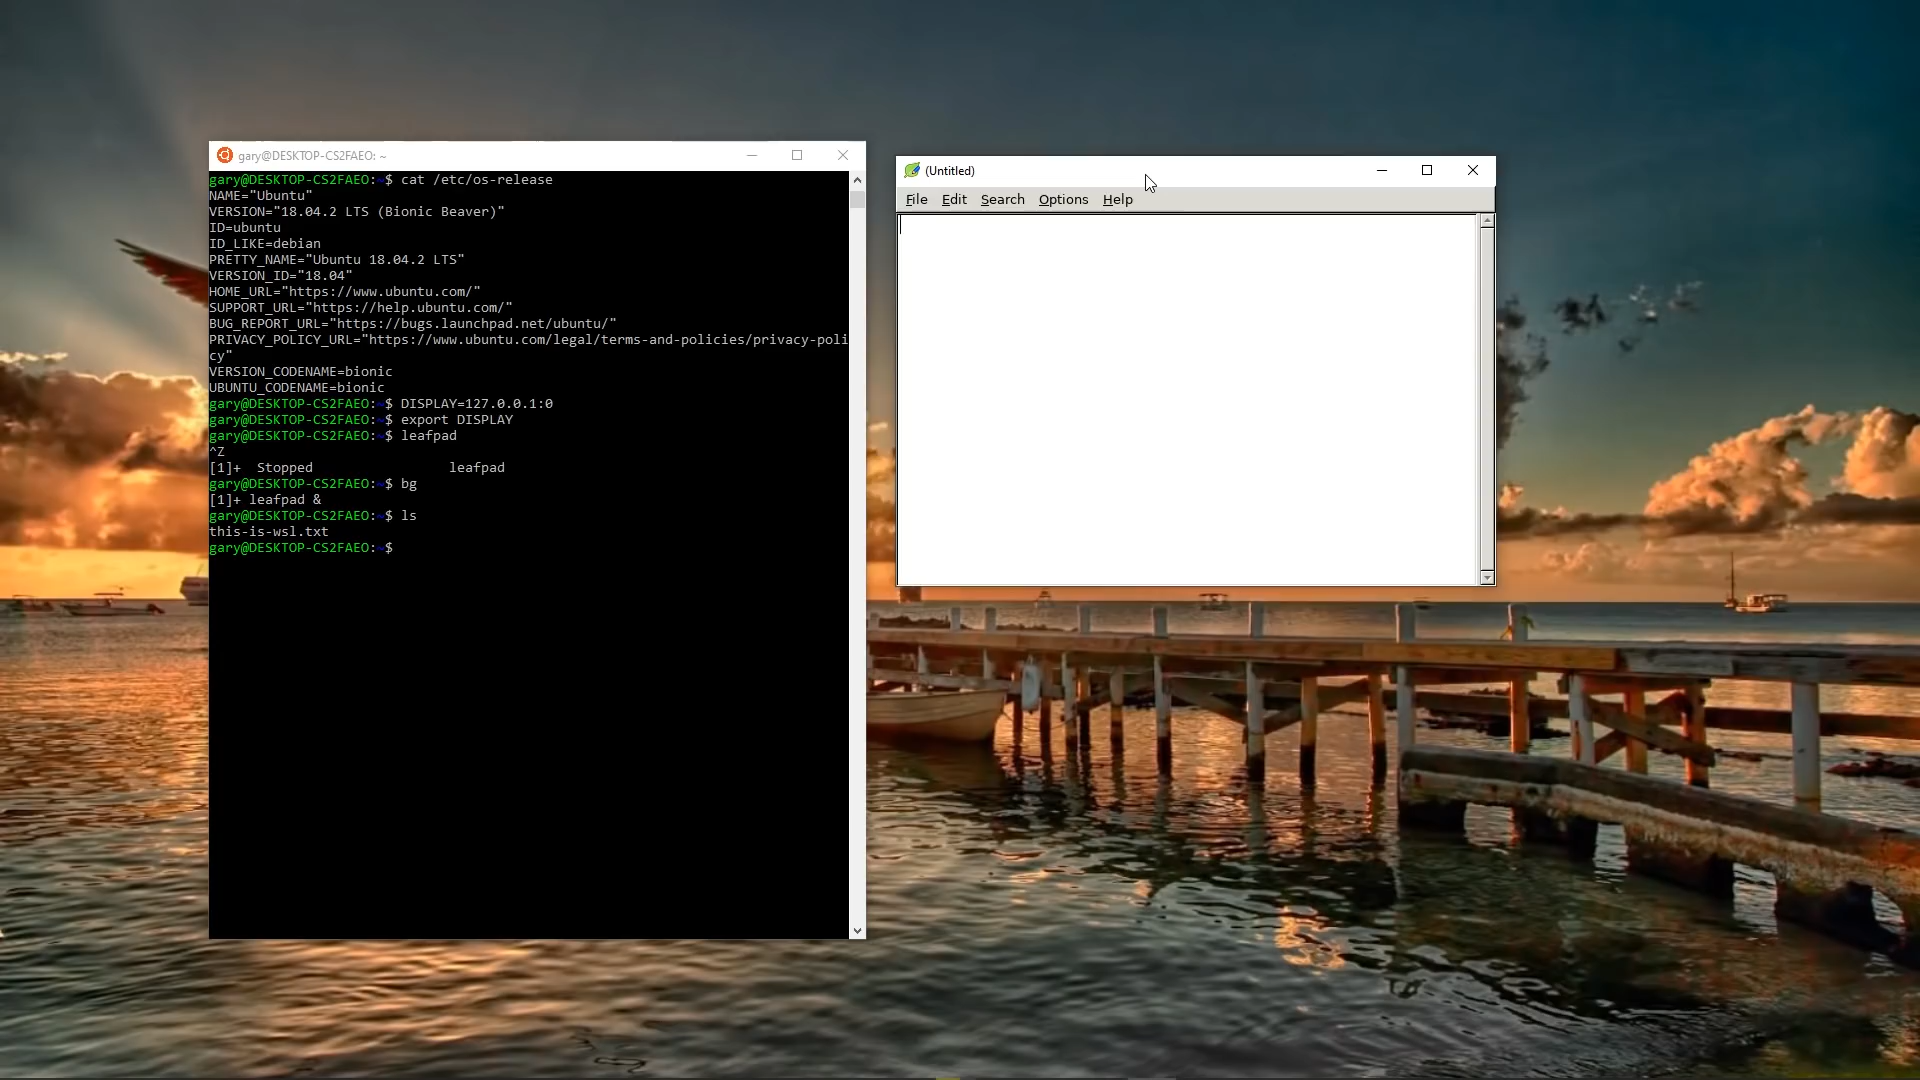 gary@DESKTOP-CS2FAEO: ~
gary@DESKTOP-CS2FAEO:~$ cat /etc/os-release
NAME="Ubuntu"
VERSION="18.04.2 LTS (Bionic Beaver)"
ID=ubuntu
ID_LIKE=debian
PRETTY_NAME="Ubuntu 18.04.2 LTS"
VERSION_ID="18.04"
HOME_URL="https://www.ubuntu.com/"
SUPPORT_URL="https://help.ubuntu.com/"
BUG_REPORT_URL="https://bugs.launchpad.net/ubuntu/"
PRIVACY_POLICY_URL="https://www.ubuntu.com/legal/terms-and-policies/privacy-poli
cy"
VERSION_CODENAME=bionic
UBUNTU_CODENAME=bionic
gary@DESKTOP-CS2FAEO:~$ DISPLAY=127.0.0.1:0
gary@DESKTOP-CS2FAEO:~$ export DISPLAY
gary@DESKTOP-CS2FAEO:~$ leafpad
^Z
[1]+  Stopped                 leafpad
gary@DESKTOP-CS2FAEO:~$ bg
[1]+ leafpad &
gary@DESKTOP-CS2FAEO:~$ ls
this-is-wsl.txt
gary@DESKTOP-CS2FAEO:~$
(Untitled)
File Edit Search Options Help